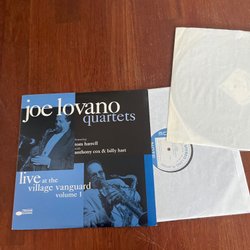 joe lovano
quartets
featuring
tom harrell
with
anthony cox & billy hart
live at the
village vanguard
volume 1